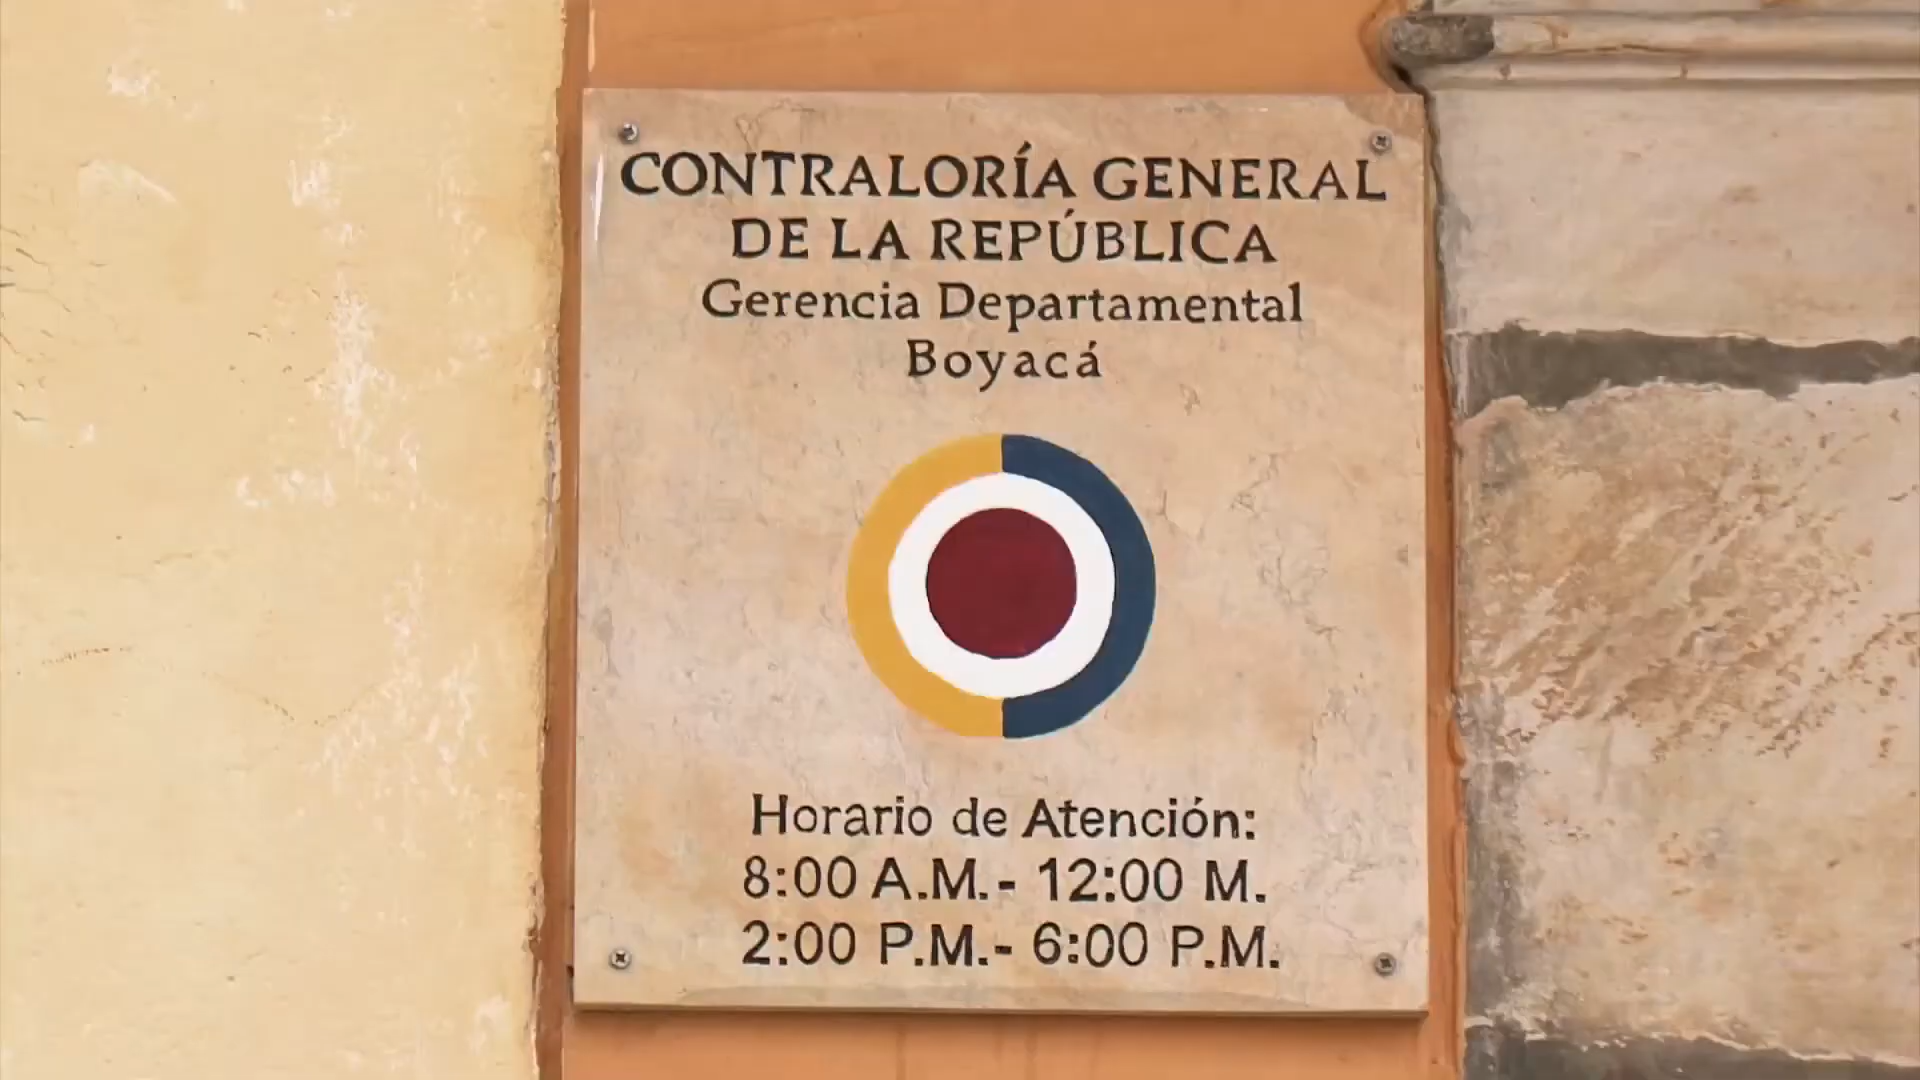 CONTRALORÍA GENERAL
DE LA REPÚBLICA
Gerencia Departamental
Boyacá
Horario de Atención:
8:00 A.M.- 12:00 M.
2:00 P.M.- 6:00 P.M.